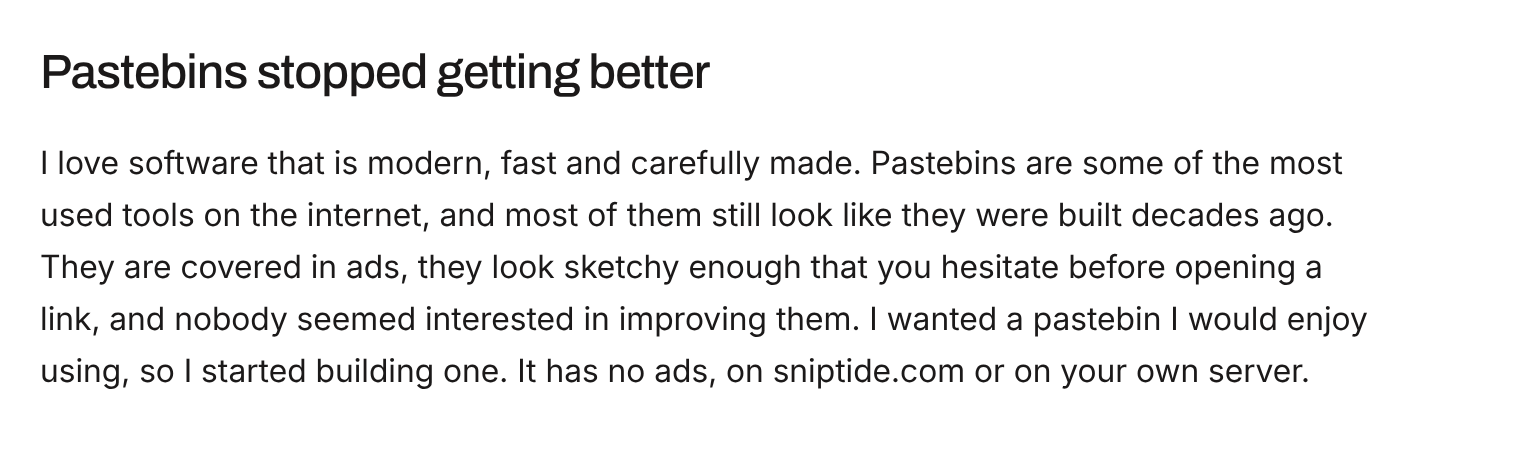 Pastebins stopped getting better
I love software that is modern, fast and carefully made. Pastebins are some of the most
used tools on the internet, and most of them still look like they were built decades ago.
They are covered in ads, they look sketchy enough that you hesitate before opening a
link, and nobody seemed interested in improving them. I wanted a pastebin I would enjoy
using, so I started building one. It has no ads, on sniptide.com or on your own server.